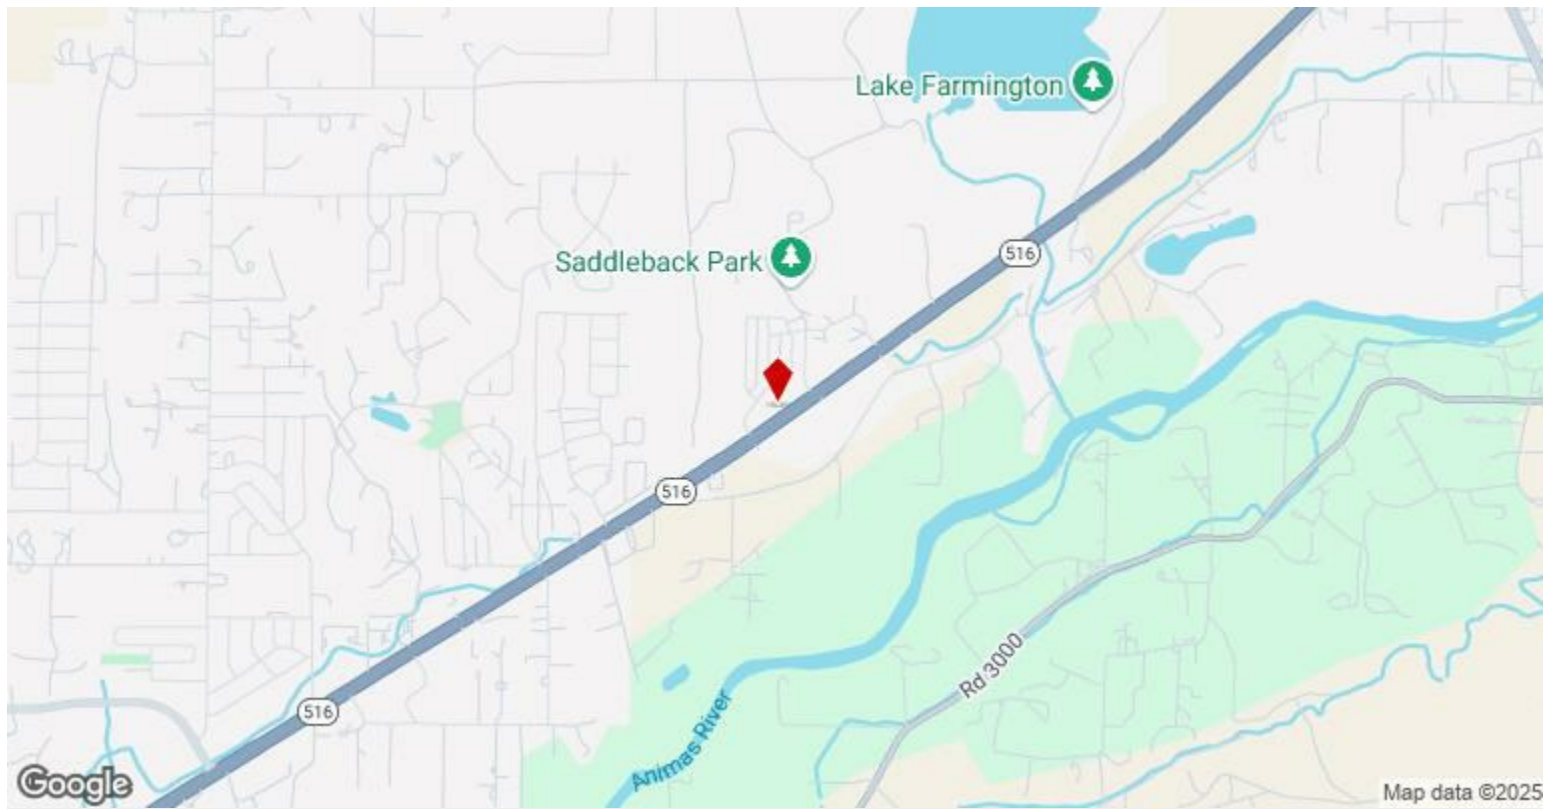 Lake Farmington
516
Saddleback Park
516
Rd 3000
516
Animas River
Google
Map data ©2025